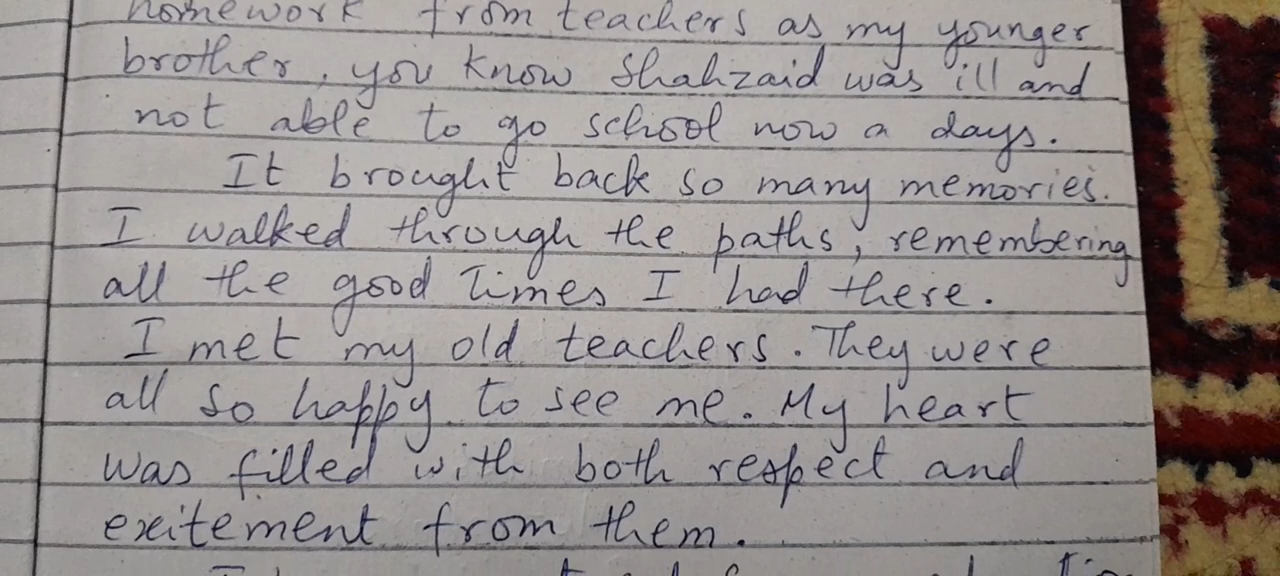 homework from teachers as my younger
brother, you know Shahzaid was ill and
not able to go school now a days.
It brought back so many memories.
I walked through the paths, remembering
all the good Times I had there.
I met my old teachers. They were
all so happy to see me. My heart
was filled with both respect and
exitement from them.